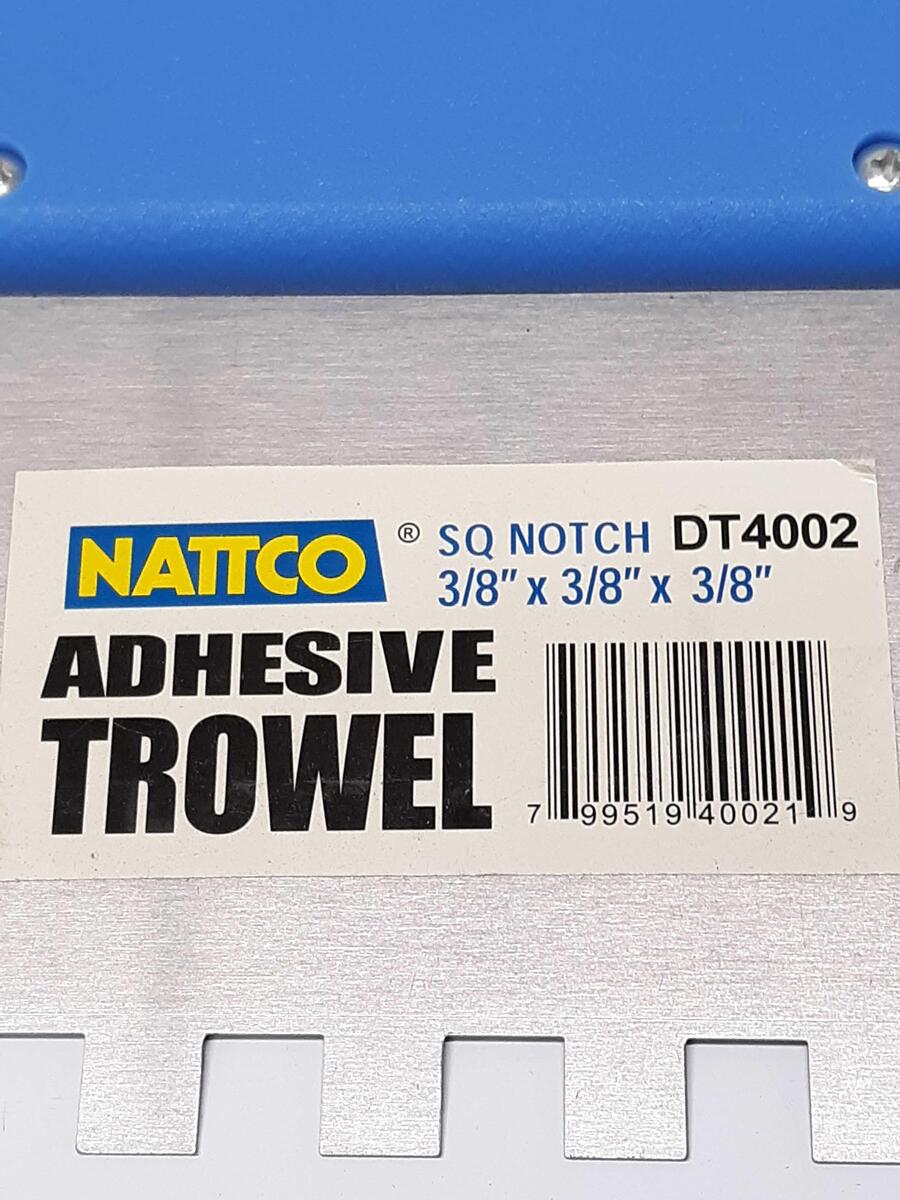 NATTCO ® SQ NOTCH DT4002
3/8" x 3/8" x 3/8"
ADHESIVE
TROWEL
7 99519 40021 9